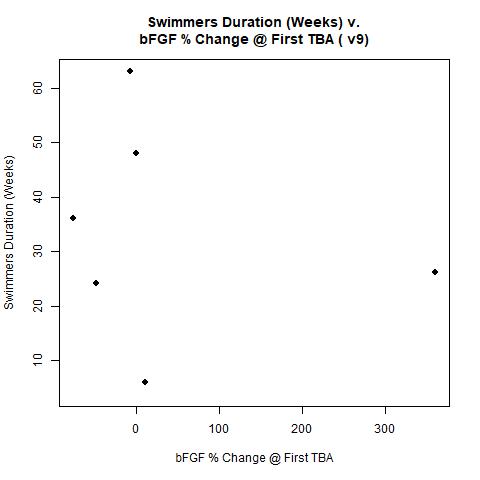 Swimmers Duration (Weeks) v.
bFGF % Change @ First TBA ( v9)
Swimmers Duration (Weeks)
60
50
40
30
20
10
0 100 200 300
bFGF % Change @ First TBA